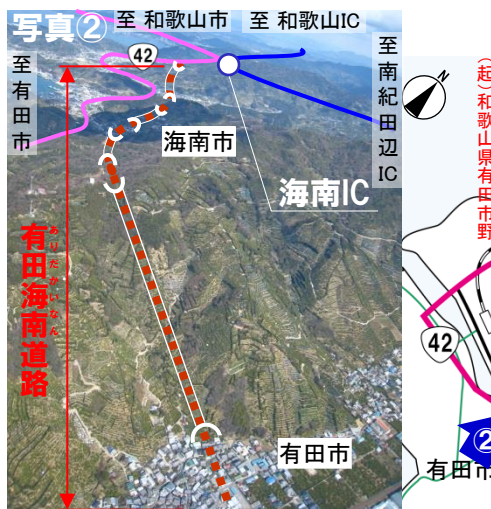 写真②
至 和歌山市
至 和歌山IC
42
至有田市
至南紀田辺IC
海南市
海南IC
有田海南道路
ありだかいなん
有田市
N
（起）和歌山県有田市野
42
②
有田市